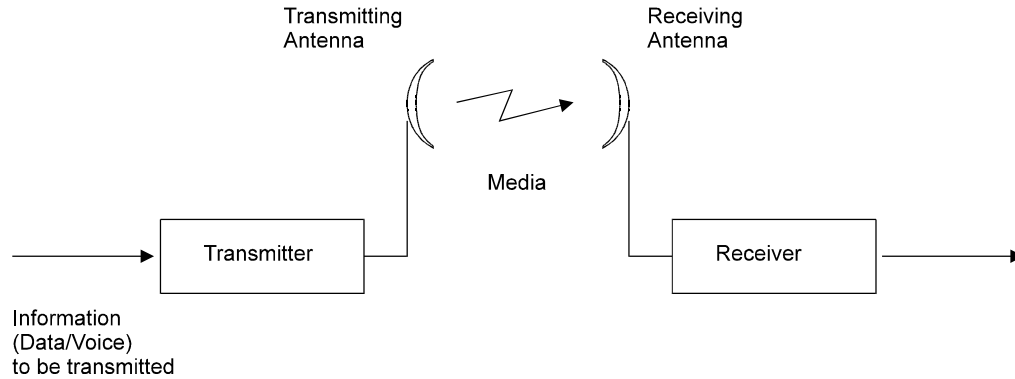 Transmitting
Antenna
Receiving
Antenna
Media
Transmitter
Receiver
Information
(Data/Voice)
to be transmitted